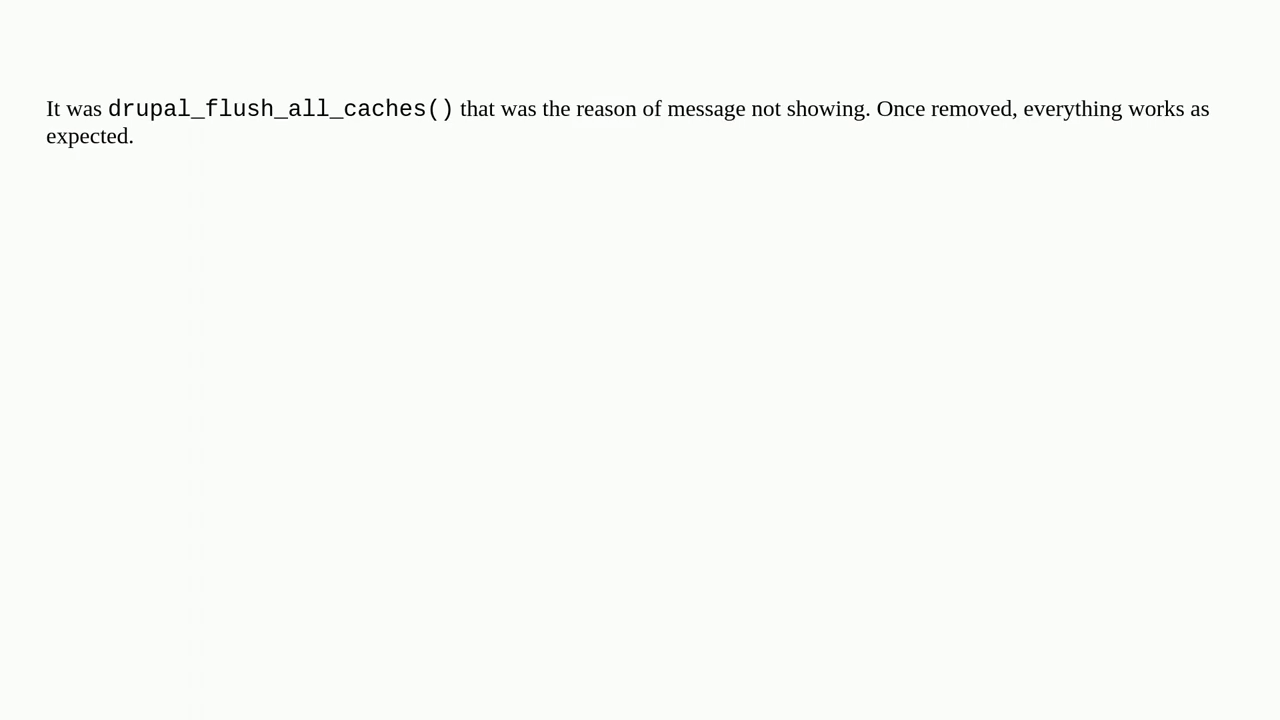 It was drupal_flush_all_caches() that was the reason of message not showing. Once removed, everything works as
expected.